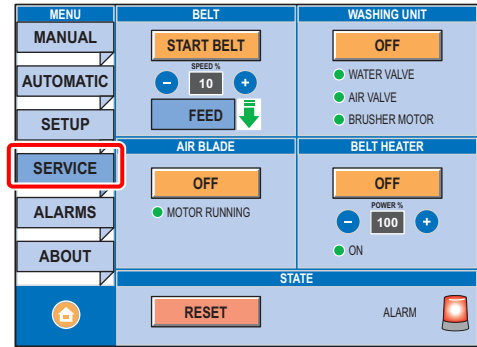 MENU
MANUAL
AUTOMATIC
SETUP
SERVICE
ALARMS
ABOUT
BELT
START BELT
SPEED %
10
FEED
WASHING UNIT
OFF
WATER VALVE
AIR VALVE
BRUSHER MOTOR
AIR BLADE
OFF
MOTOR RUNNING
BELT HEATER
OFF
POWER %
100
ON
STATE
RESET
ALARM